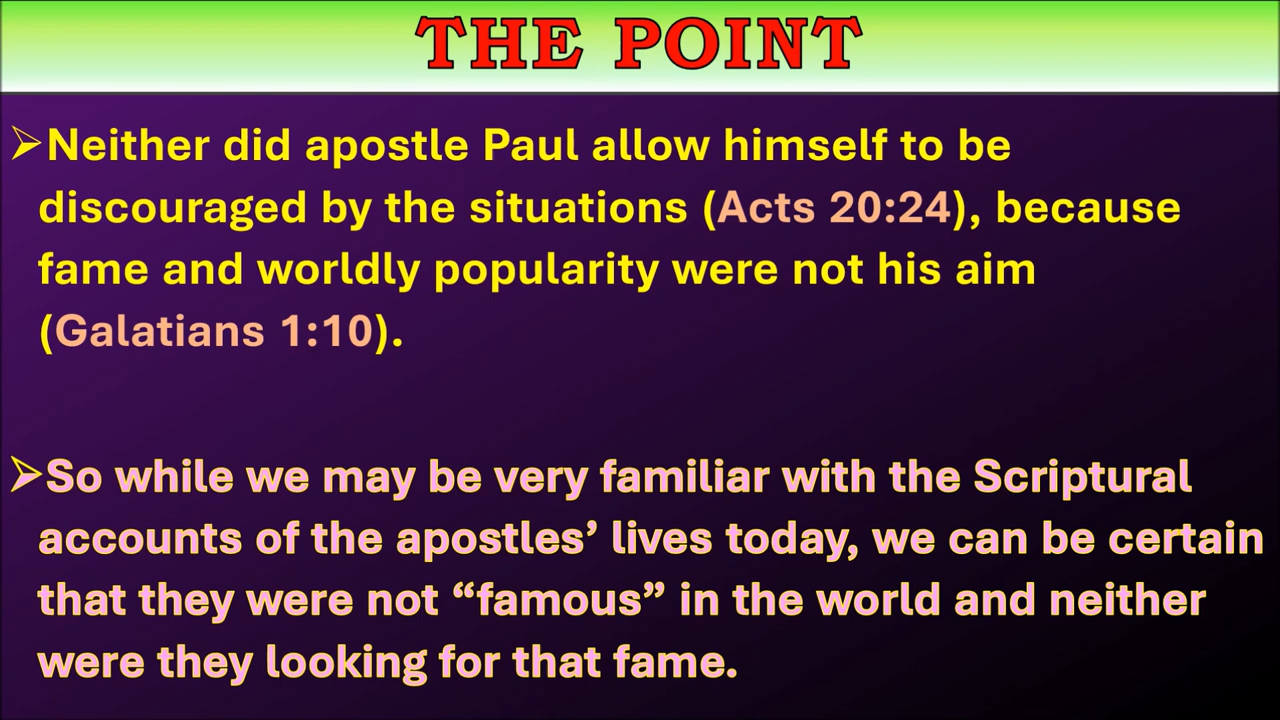 THE POINT
➢Neither did apostle Paul allow himself to be
discouraged by the situations (Acts 20:24), because
fame and worldly popularity were not his aim
(Galatians 1:10).
➢So while we may be very familiar with the Scriptural
accounts of the apostles’ lives today, we can be certain
that they were not “famous” in the world and neither
were they looking for that fame.